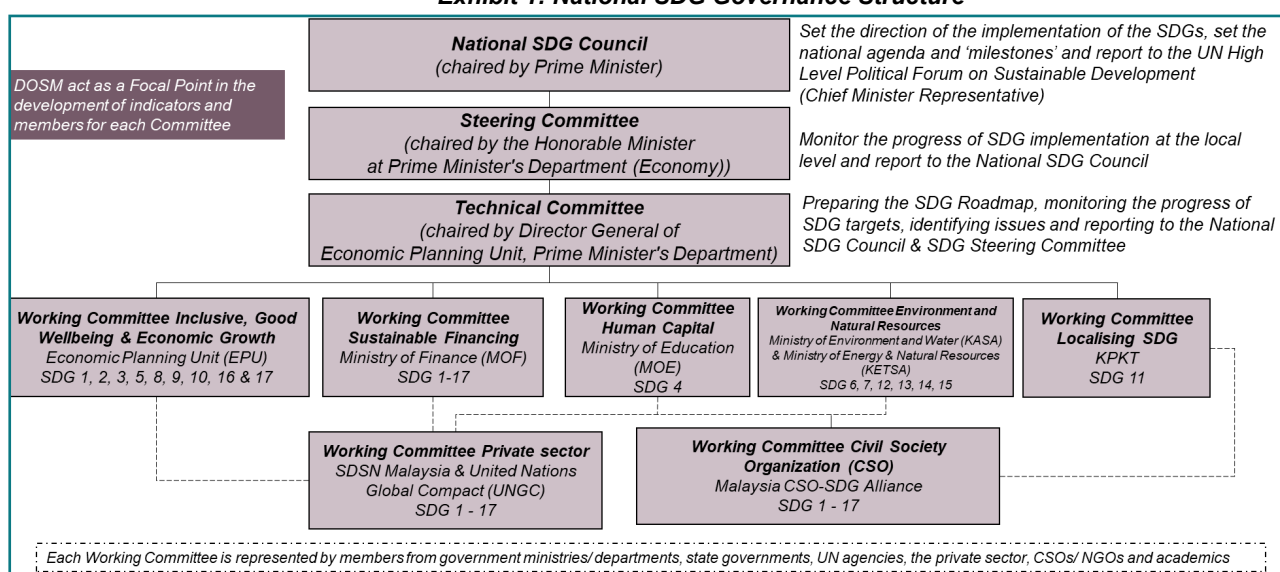 Exhibit 1: National SDG Governance Structure
National SDG Council
(chaired by Prime Minister)
Set the direction of the implementation of the SDGs, set the
national agenda and ‘milestones’ and report to the UN High
Level Political Forum on Sustainable Development
(Chief Minister Representative)
DOSM act as a Focal Point in the
development of indicators and
members for each Committee
Steering Committee
(chaired by the Honorable Minister
at Prime Minister's Department (Economy))
Monitor the progress of SDG implementation at the local
level and report to the National SDG Council
Technical Committee
(chaired by Director General of
Economic Planning Unit, Prime Minister's Department)
Preparing the SDG Roadmap, monitoring the progress of
SDG targets, identifying issues and reporting to the National
SDG Council & SDG Steering Committee
Working Committee Inclusive, Good
Wellbeing & Economic Growth
Economic Planning Unit (EPU)
SDG 1, 2, 3, 5, 8, 9, 10, 16 & 17
Working Committee
Sustainable Financing
Ministry of Finance (MOF)
SDG 1-17
Working Committee
Human Capital
Ministry of Education
(MOE)
SDG 4
Working Committee Environment and
Natural Resources
Ministry of Environment and Water (KASA)
& Ministry of Energy & Natural Resources
(KETSA)
SDG 6, 7, 12, 13, 14, 15
Working Committee
Localising SDG
KPKT
SDG 11
Working Committee Private sector
SDSN Malaysia & United Nations
Global Compact (UNGC)
SDG 1 - 17
Working Committee Civil Society
Organization (CSO)
Malaysia CSO-SDG Alliance
SDG 1 - 17
Each Working Committee is represented by members from government ministries/ departments, state governments, UN agencies, the private sector, CSOs/ NGOs and academics